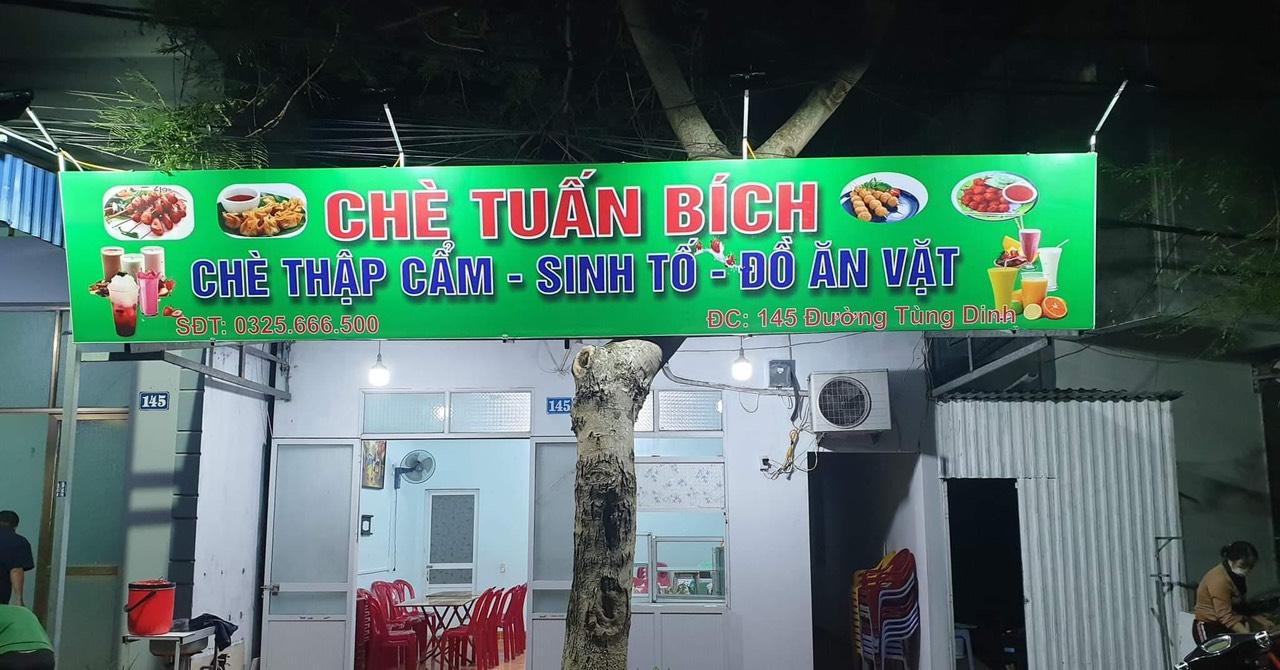 CHÈ TUẤN BÍCH
CHÈ THẬP CẨM - SINH TỐ - ĐỒ ĂN VẶT
SĐT: 0325.666.500
ĐC: 145 Đường Tùng Dinh
145
145